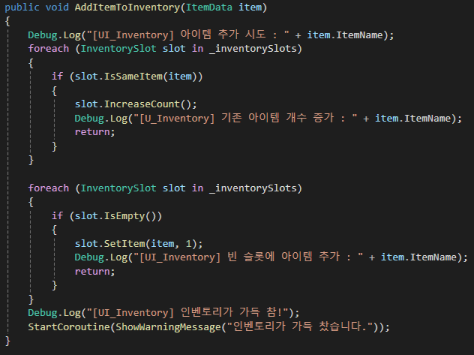 public void AddItemToInventory(ItemData item)
{
    Debug.Log("[UI_Inventory] 아이템 추가 시도 : " + item.ItemName);
    foreach (InventorySlot slot in _inventorySlots)
    {
        if (slot.IsSameItem(item))
        {
            slot.IncreaseCount();
            Debug.Log("[U_Inventory] 기존 아이템 개수 증가 : " + item.ItemName);
            return;
        }
    }

    foreach (InventorySlot slot in _inventorySlots)
    {
        if (slot.IsEmpty())
        {
            slot.SetItem(item, 1);
            Debug.Log("[UI_Inventory] 빈 슬롯에 아이템 추가 : " + item.ItemName);
            return;
        }
    }
    Debug.Log("[UI_Inventory] 인벤토리가 가득 참!");
    StartCoroutine(ShowWarningMessage("인벤토리가 가득 찼습니다."));
}